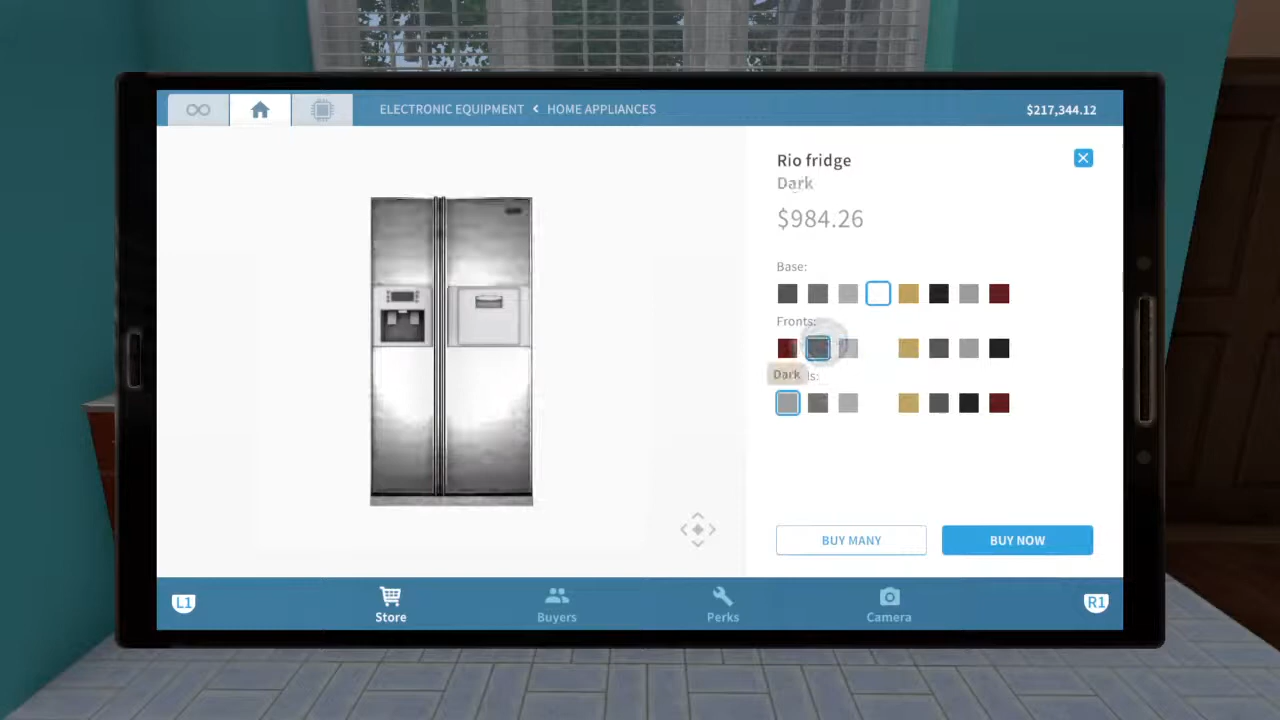 ELECTRONIC EQUIPMENT < HOME APPLIANCES
$217,344.12
Rio fridge
Dark
$984.26
Base:
Fronts:
Dark
ls:
BUY MANY
BUY NOW
L1
Store
Buyers
Perks
Camera
R1